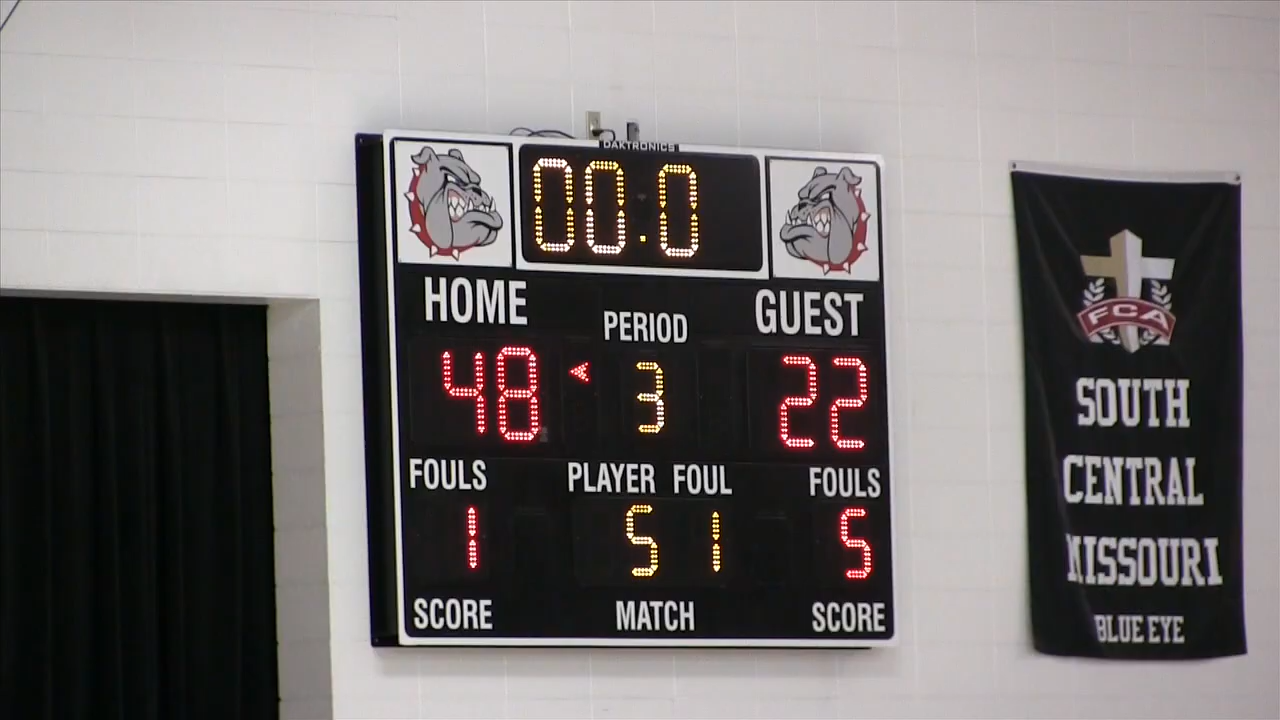 DAKTRONICS
00.0
HOME
PERIOD
GUEST
48
3
22
FOULS
PLAYER FOUL
FOULS
1
5 1
5
SCORE
MATCH
SCORE
FCA
SOUTH
CENTRAL
MISSOURI
BLUE EYE